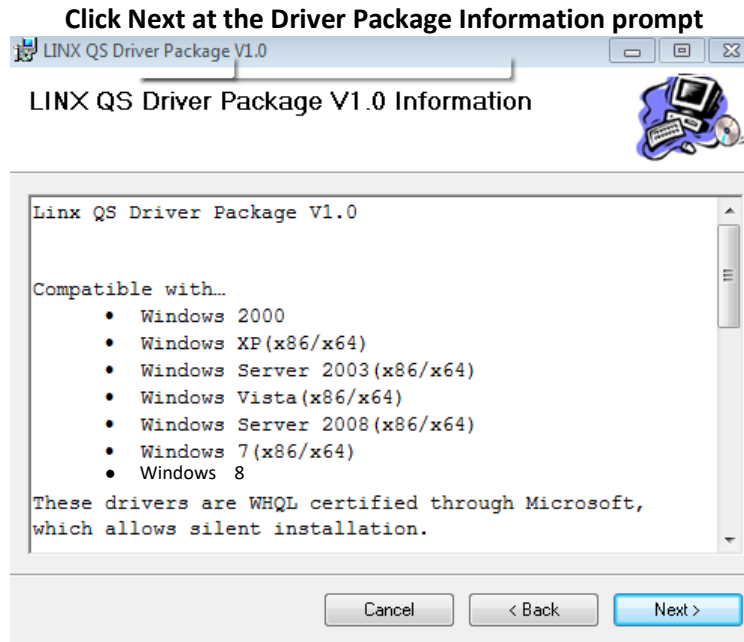 Click Next at the Driver Package Information prompt
LINX QS Driver Package V1.0
LINX QS Driver Package V1.0 Information
Linx QS Driver Package V1.0
Compatible with…
• Windows 2000
• Windows XP(x86/x64)
• Windows Server 2003(x86/x64)
• Windows Vista(x86/x64)
• Windows Server 2008(x86/x64)
• Windows 7(x86/x64)
• Windows 8
These drivers are WHQL certified through Microsoft,
which allows silent installation.
Cancel < Back Next >